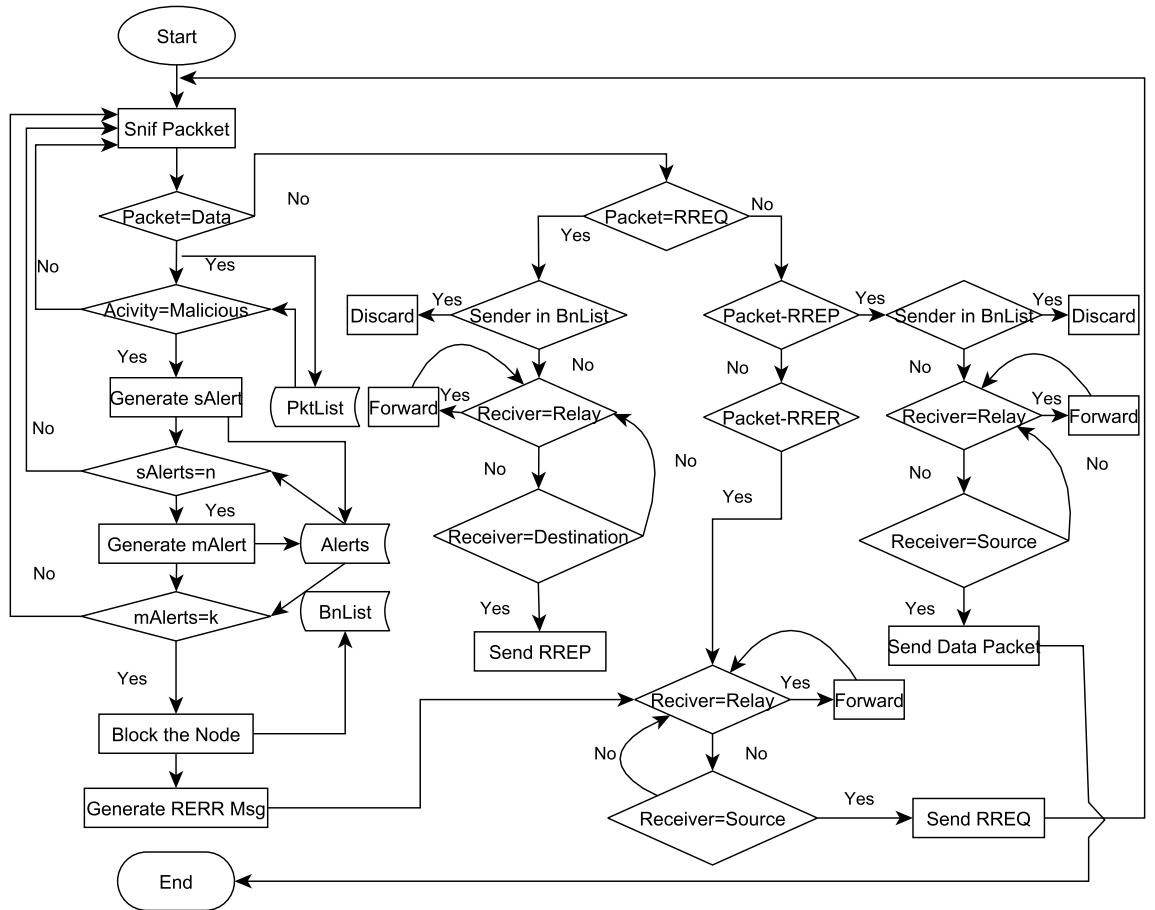 Start
Snif Packket
No
Packet=Data
Packet=RREQ
No
Yes
Yes
No
Acivity=Malicious
Discard
Yes
Sender in BnList
Packet-RREP
Yes
Sender in BnList
Yes
Discard
Yes
No
No
No
Generate sAlert
PktList
Forward
Yes
Reciver=Relay
Packet-RRER
Reciver=Relay
Yes
Forward
No
No
No
No
No
sAlerts=n
Yes
Yes
Generate mAlert
Alerts
Receiver=Destination
Receiver=Source
No
mAlerts=k
BnList
Yes
Yes
Send RREP
Send Data Packet
Yes
Reciver=Relay
Yes
Forward
Block the Node
No
No
Generate RERR Msg
Receiver=Source
Yes
Send RREQ
End